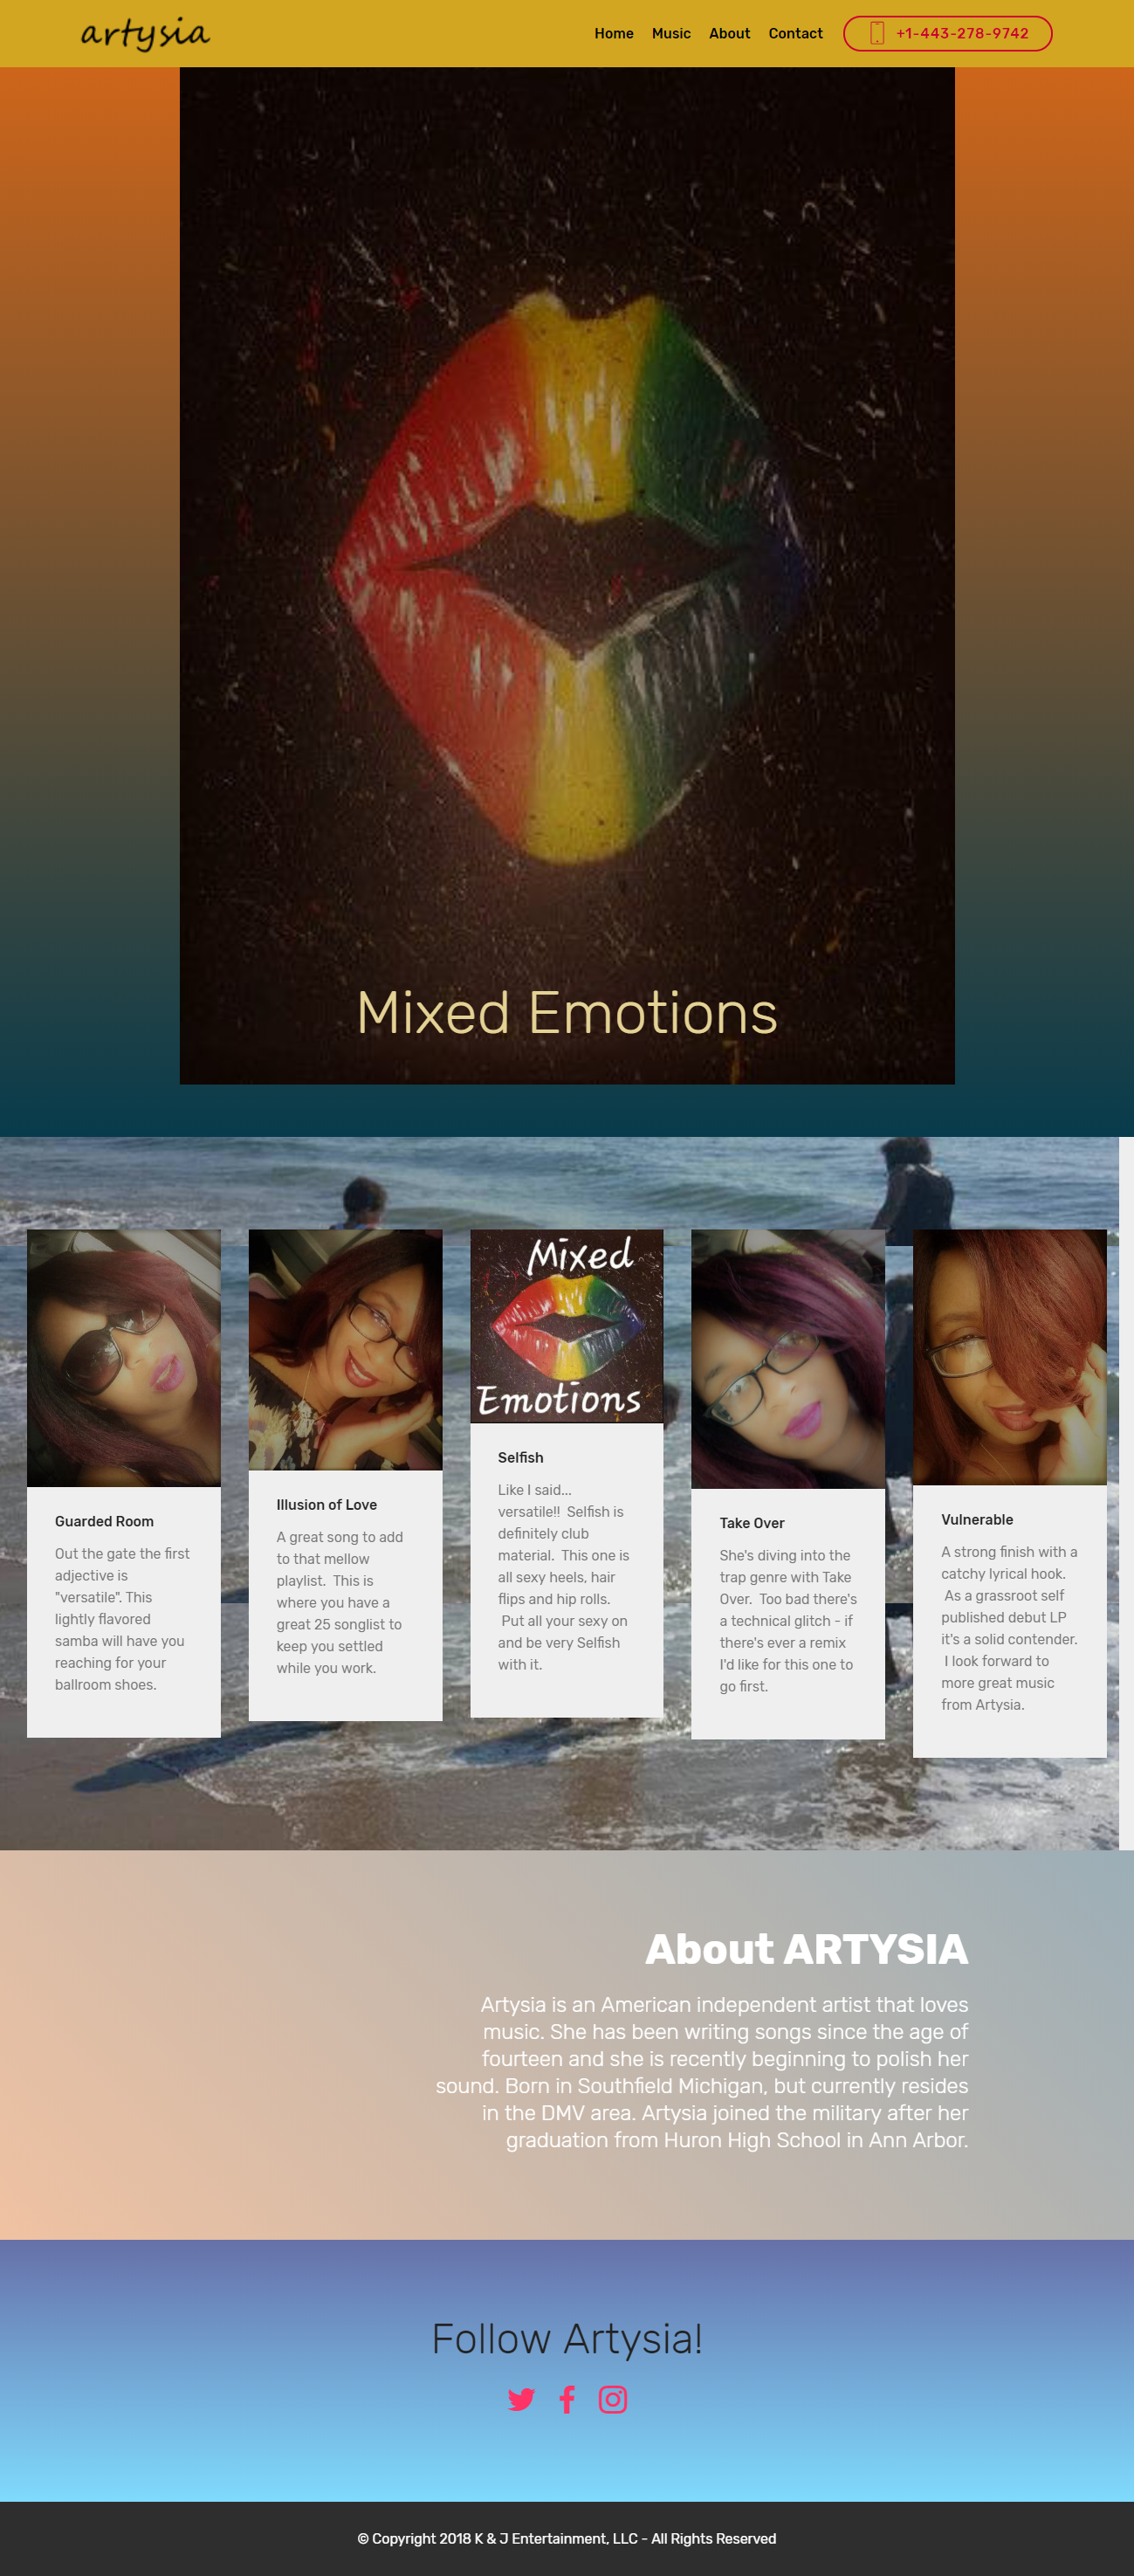 artysia
Home Music About Contact +1-443-278-9742
Mixed Emotions
Mixed
Emotions
Guarded Room
Out the gate the first
adjective is
"versatile". This
lightly flavored
samba will have you
reaching for your
ballroom shoes.
Illusion of Love
A great song to add
to that mellow
playlist. This is
where you have a
great 25 songlist to
keep you settled
while you work.
Selfish
Like I said...
versatile!! Selfish is
definitely club
material. This one is
all sexy heels, hair
flips and hip rolls.
Put all your sexy on
and be very Selfish
with it.
Take Over
She's diving into the
trap genre with Take
Over. Too bad there's
a technical glitch - if
there's ever a remix
I'd like for this one to
go first.
Vulnerable
A strong finish with a
catchy lyrical hook.
As a grassroot self
published debut LP
it's a solid contender.
I look forward to
more great music
from Artysia.
About ARTYSIA
Artysia is an American independent artist that loves
music. She has been writing songs since the age of
fourteen and she is recently beginning to polish her
sound. Born in Southfield Michigan, but currently resides
in the DMV area. Artysia joined the military after her
graduation from Huron High School in Ann Arbor.
Follow Artysia!
© Copyright 2018 K & J Entertainment, LLC - All Rights Reserved